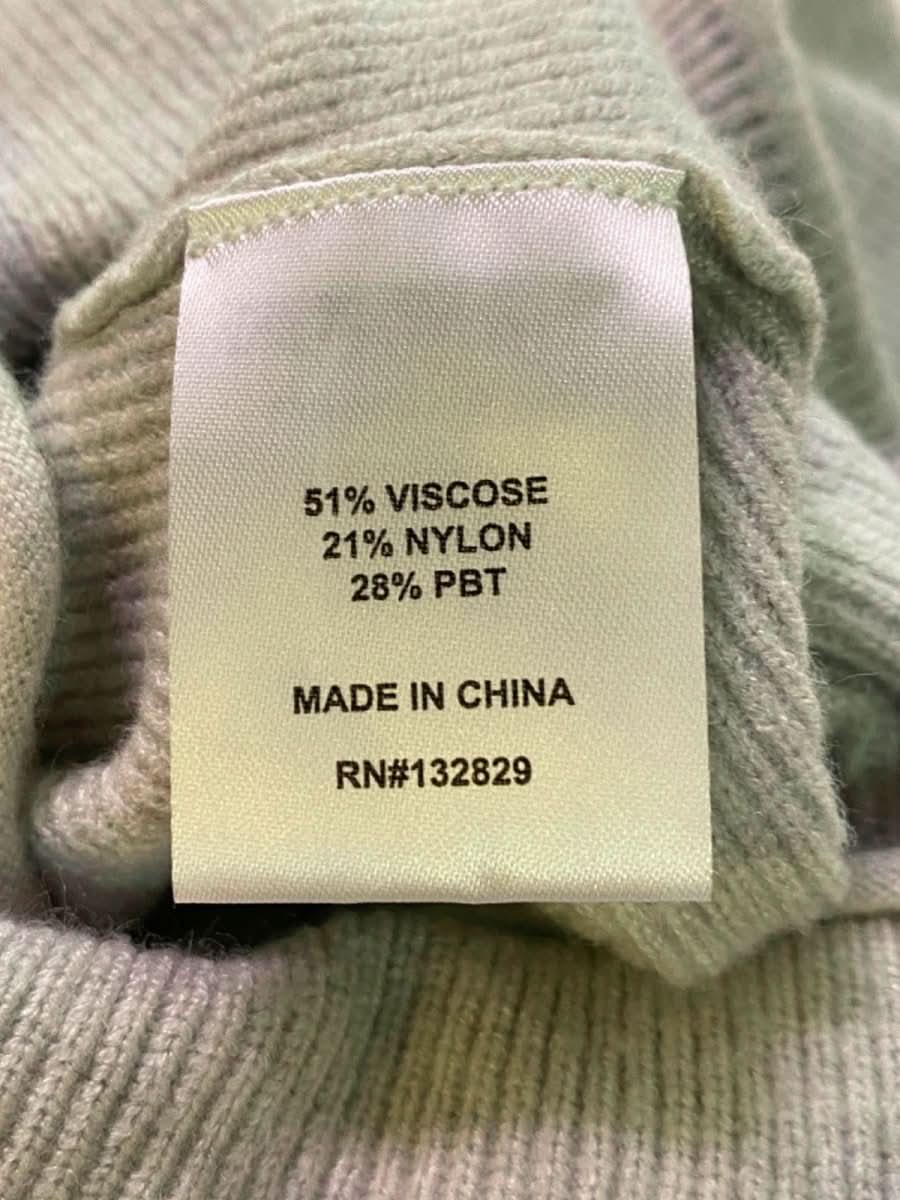 51% VISCOSE
21% NYLON
28% PBT
MADE IN CHINA
RN#132829